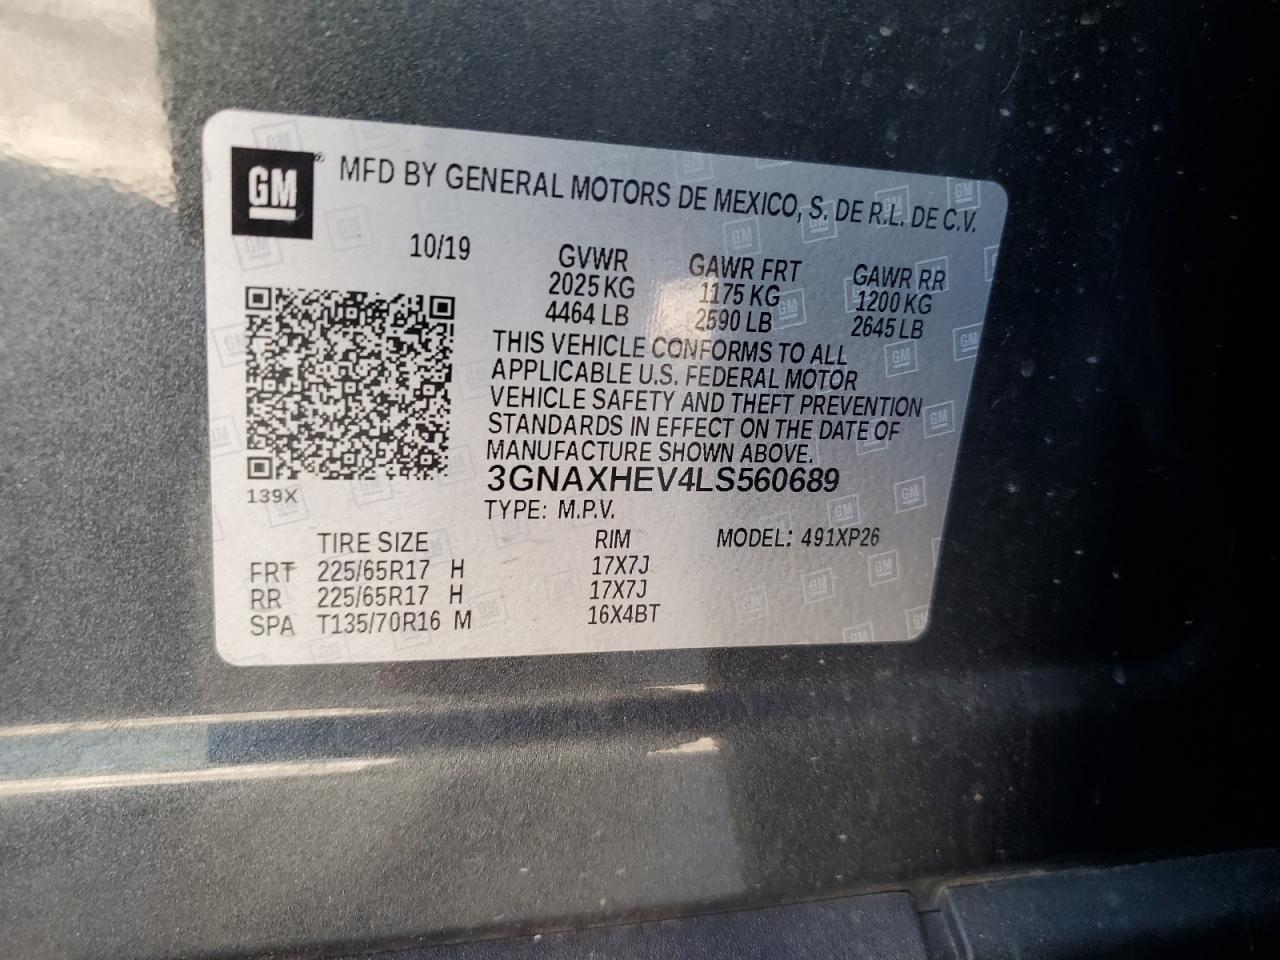 GM ® MFD BY GENERAL MOTORS DE MEXICO, S. DE R.L. DE C.V.
10/19 GVWR GAWR FRT GAWR RR
2025 KG 1175 KG 1200 KG
4464 LB 2590 LB 2645 LB
THIS VEHICLE CONFORMS TO ALL
APPLICABLE U.S. FEDERAL MOTOR
VEHICLE SAFETY AND THEFT PREVENTION
STANDARDS IN EFFECT ON THE DATE OF
MANUFACTURE SHOWN ABOVE.
3GNAXHEV4LS560689
139X
TYPE: M.P.V.
TIRE SIZE RIM MODEL: 491XP26
FRT 225/65R17 H 17X7J
RR 225/65R17 H 17X7J
SPA T135/70R16 M 16X4BT